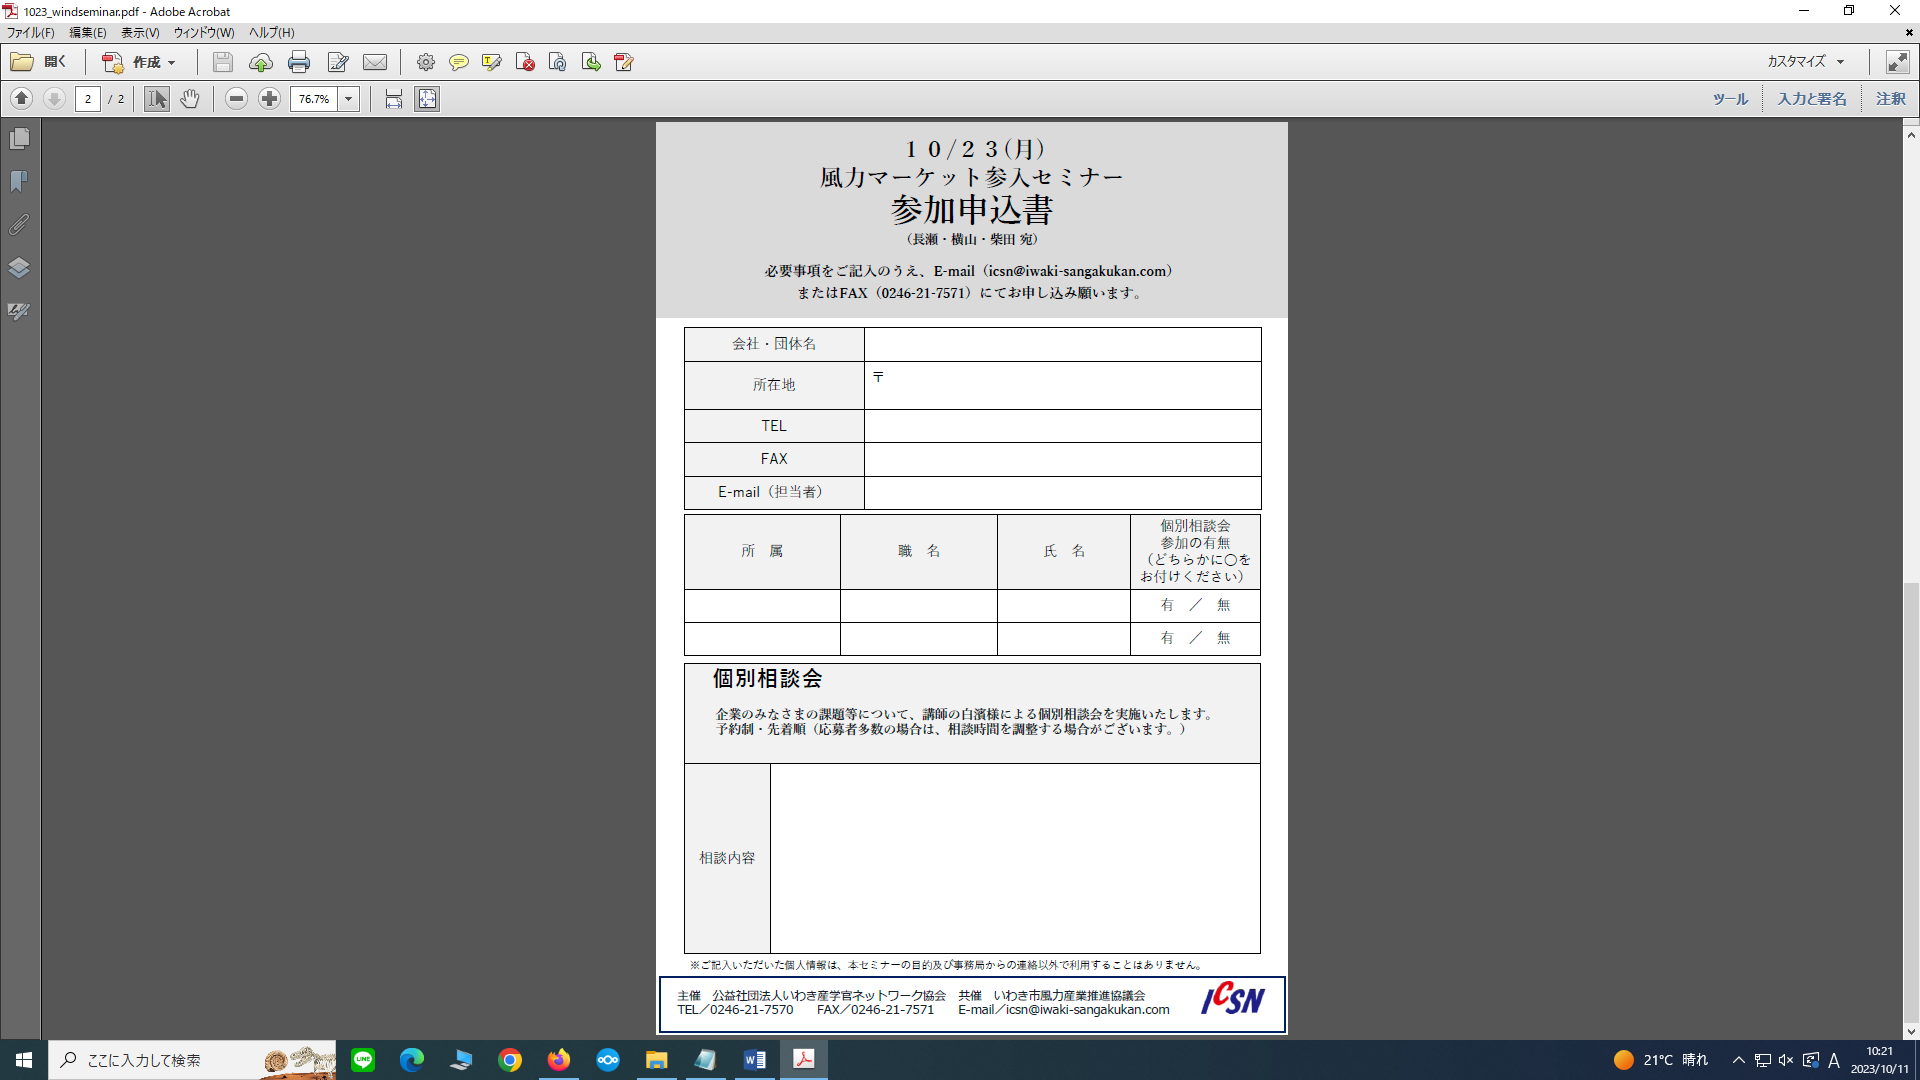 1023_windseminar.pdf - Adobe Acrobat
ファイル(F) 編集(E) 表示(V) ウィンドウ(W) ヘルプ(H)
開く 作成 カスタマイズ
2 / 2 76.7% ツール 入力と署名 注釈
１０/２３(月)
風力マーケット参入セミナー
参加申込書
（長瀬・横山・柴田 宛）
必要事項をご記入のうえ、E-mail（icsn@iwaki-sangakukan.com）
またはFAX（0246-21-7571）にてお申し込み願います。
会社・団体名
所在地 〒
TEL
FAX
E-mail（担当者）
所　属 職　名 氏　名 個別相談会
参加の有無
（どちらかに〇を
お付けください）
有　／　無
有　／　無
個別相談会
企業のみなさまの課題等について、講師の白濱様による個別相談会を実施いたします。
予約制・先着順（応募者多数の場合は、相談時間を調整する場合がございます。）
相談内容
※ご記入いただいた個人情報は、本セミナーの目的及び事務局からの連絡以外で利用することはありません。
主催　公益社団法人いわき産学官ネットワーク協会　共催　いわき市風力産業推進協議会
TEL／0246-21-7570　FAX／0246-21-7571　E-mail／icsn@iwaki-sangakukan.com
ICSN
ここに入力して検索
LINE
21℃ 晴れ
A
10:21
2023/10/11